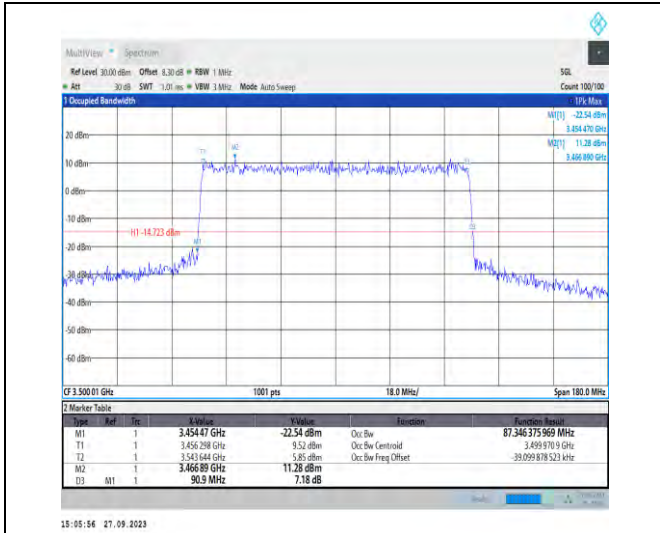 MultiView Spectrum
Ref Level 30.00 dBm Offset 8.30 dB RBW 1 MHz SGL
Att 30 dB SWT 1.01 ms VBW 3 MHz Mode Auto Sweep Count 100/100
1 Occupied Bandwidth 1Pk Max
M1[1] -22.54 dBm
3.454 470 GHz
M2[1] 11.28 dBm
3.466 890 GHz
20 dBm
10 dBm
0 dBm
-10 dBm
H1 -14.723 dBm
-20 dBm
-30 dBm
-40 dBm
-50 dBm
-60 dBm
T1
M2
M1
CF 3.500 01 GHz 1001 pts 18.0 MHz/ Span 180.0 MHz
2 Marker Table
Type Ref Trc X-Value Y-Value Function Function Result
M1 1 3.454 47 GHz -22.54 dBm Occ Bw 87.346 375 969 MHz
T1 1 3.456 298 GHz 9.52 dBm Occ Bw Centroid 3.499 970 9 GHz
T2 1 3.543 644 GHz 5.85 dBm Occ Bw Freq Offset -39.099 878 523 kHz
M2 1 3.466 89 GHz 11.28 dBm
D3 M1 1 90.9 MHz 7.18 dB
15:05:56 27.09.2023